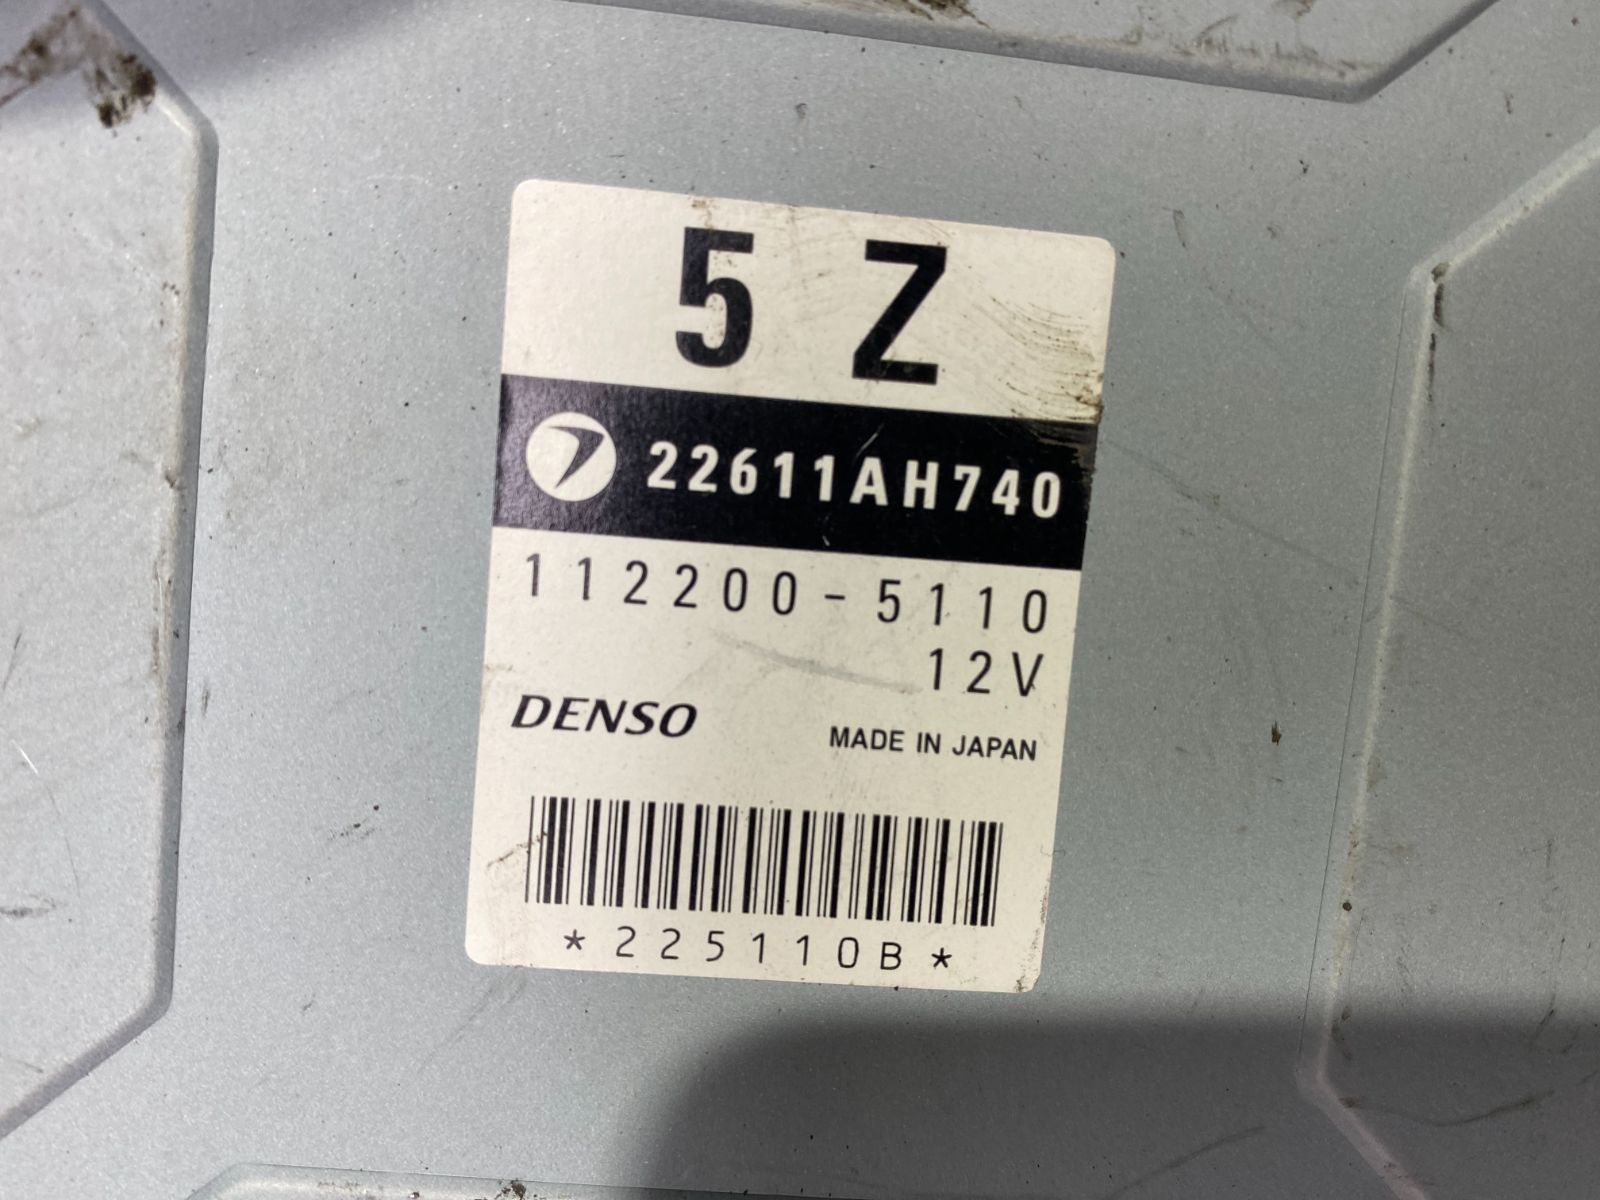 5 Z
22611AH740
112200-5110
12V
DENSO
MADE IN JAPAN
*225110B*